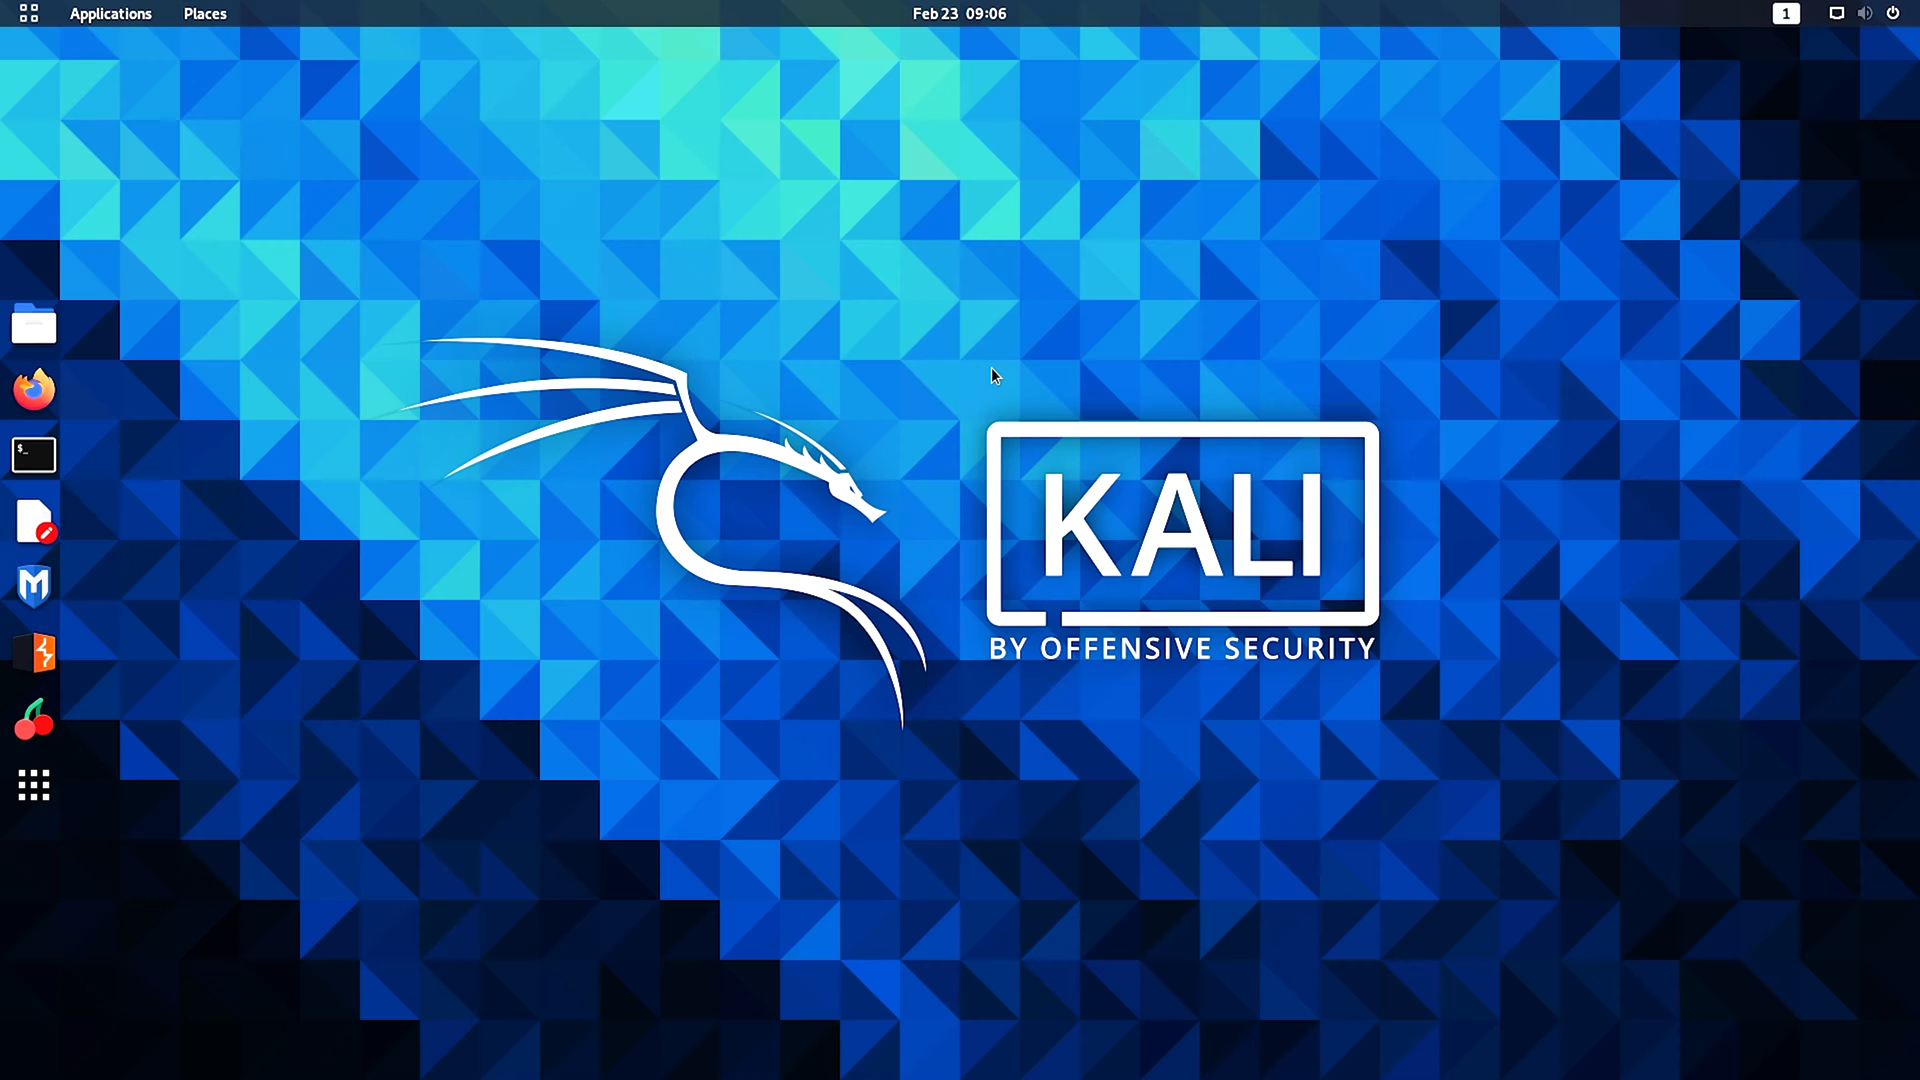 Applications Places Feb 23 09:06 1
$_
M
KALI
BY OFFENSIVE SECURITY